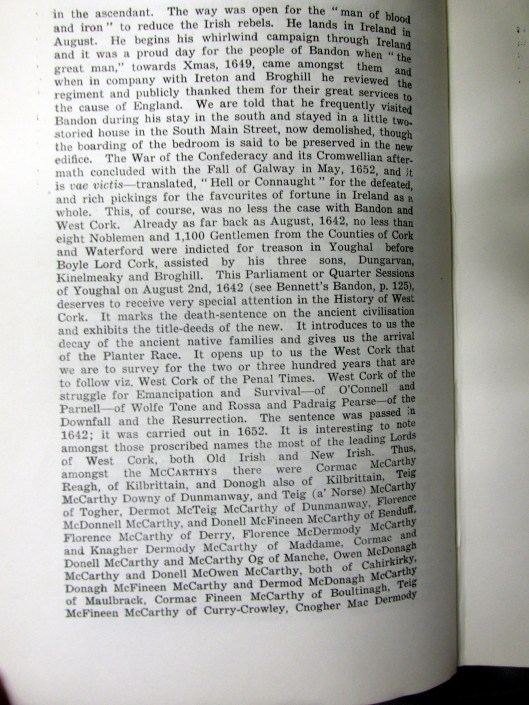 in the ascendant. The way was open for the "man of blood
and iron" to reduce the Irish rebels. He lands in Ireland in
August. He begins his whirlwind campaign through Ireland
and it was a proud day for the people of Bandon when "the
great man," towards Xmas, 1649, came amongst them and
when in company with Ireton and Broghill he reviewed the
regiment and publicly thanked them for their great services to
the cause of England. We are told that he frequently visited
Bandon during his stay in the south and stayed in a little two-
storied house in the South Main Street, now demolished, though
the boarding of the bedroom is said to be preserved in the new
edifice. The War of the Confederacy and its Cromwellian after-
math concluded with the Fall of Galway in May, 1652, and it
is vae victis—translated, "Hell or Connaught" for the defeated,
and rich pickings for the favourites of fortune in Ireland as a
whole. This, of course, was no less the case with Bandon and
West Cork. Already as far back as August, 1642, no less than
eight Noblemen and 1,100 Gentlemen from the Counties of Cork
and Waterford were indicted for treason in Youghal before
Boyle Lord Cork, assisted by his three sons, Dungarvan,
Kinelmeaky and Broghill. This Parliament or Quarter Sessions
of Youghal on August 2nd, 1642 (see Bennett's Bandon, p. 125),
deserves to receive very special attention in the History of West
Cork. It marks the death-sentence on the ancient civilisation
and exhibits the title-deeds of the new. It introduces to us the
decay of the ancient native families and gives us the arrival
of the Planter Race. It opens up to us the West Cork that
we are to survey for the two or three hundred years that are
to follow viz. West Cork of the Penal Times. West Cork of the
struggle for Emancipation and Survival—of O'Connell and
Parnell—of Wolfe Tone and Rossa and Padraig Pearse—of the
Downfall and the Resurrection. The sentence was passed in
1642; it was carried out in 1652. It is interesting to note
amongst those proscribed names the most of the leading Lords
of West Cork, both Old Irish and New Irish. Thus,
amongst the McCARTHYS there were Cormac McCarthy
Reagh, of Kilbrittain, and Donogh also of Kilbrittain, Teig
McCarthy Downy of Dunmanway, and Teig (a' Norse) McCarthy
of Togher, Dermot McTeig McCarthy of Dunmanway, Florence
McDonnell McCarthy, and Donell McFineen McCarthy of Benduff,
Florence McCarthy of Derry, Florence McDermody McCarthy
and Knagher Dermody McCarthy of Maddame, Cormac and
Donell McCarthy and McCarthy Og of Manche, Owen McDonagh
McCarthy and Donell McOwen McCarthy, both of Cahirkirky,
Donagh McFineen McCarthy and Dermod McDonagh McCarthy
of Maulbrack, Cormac Fineen McCarthy of Boultinagh, Teig
McFineen McCarthy of Curry-Crowley, Cnogher Mac Dermody